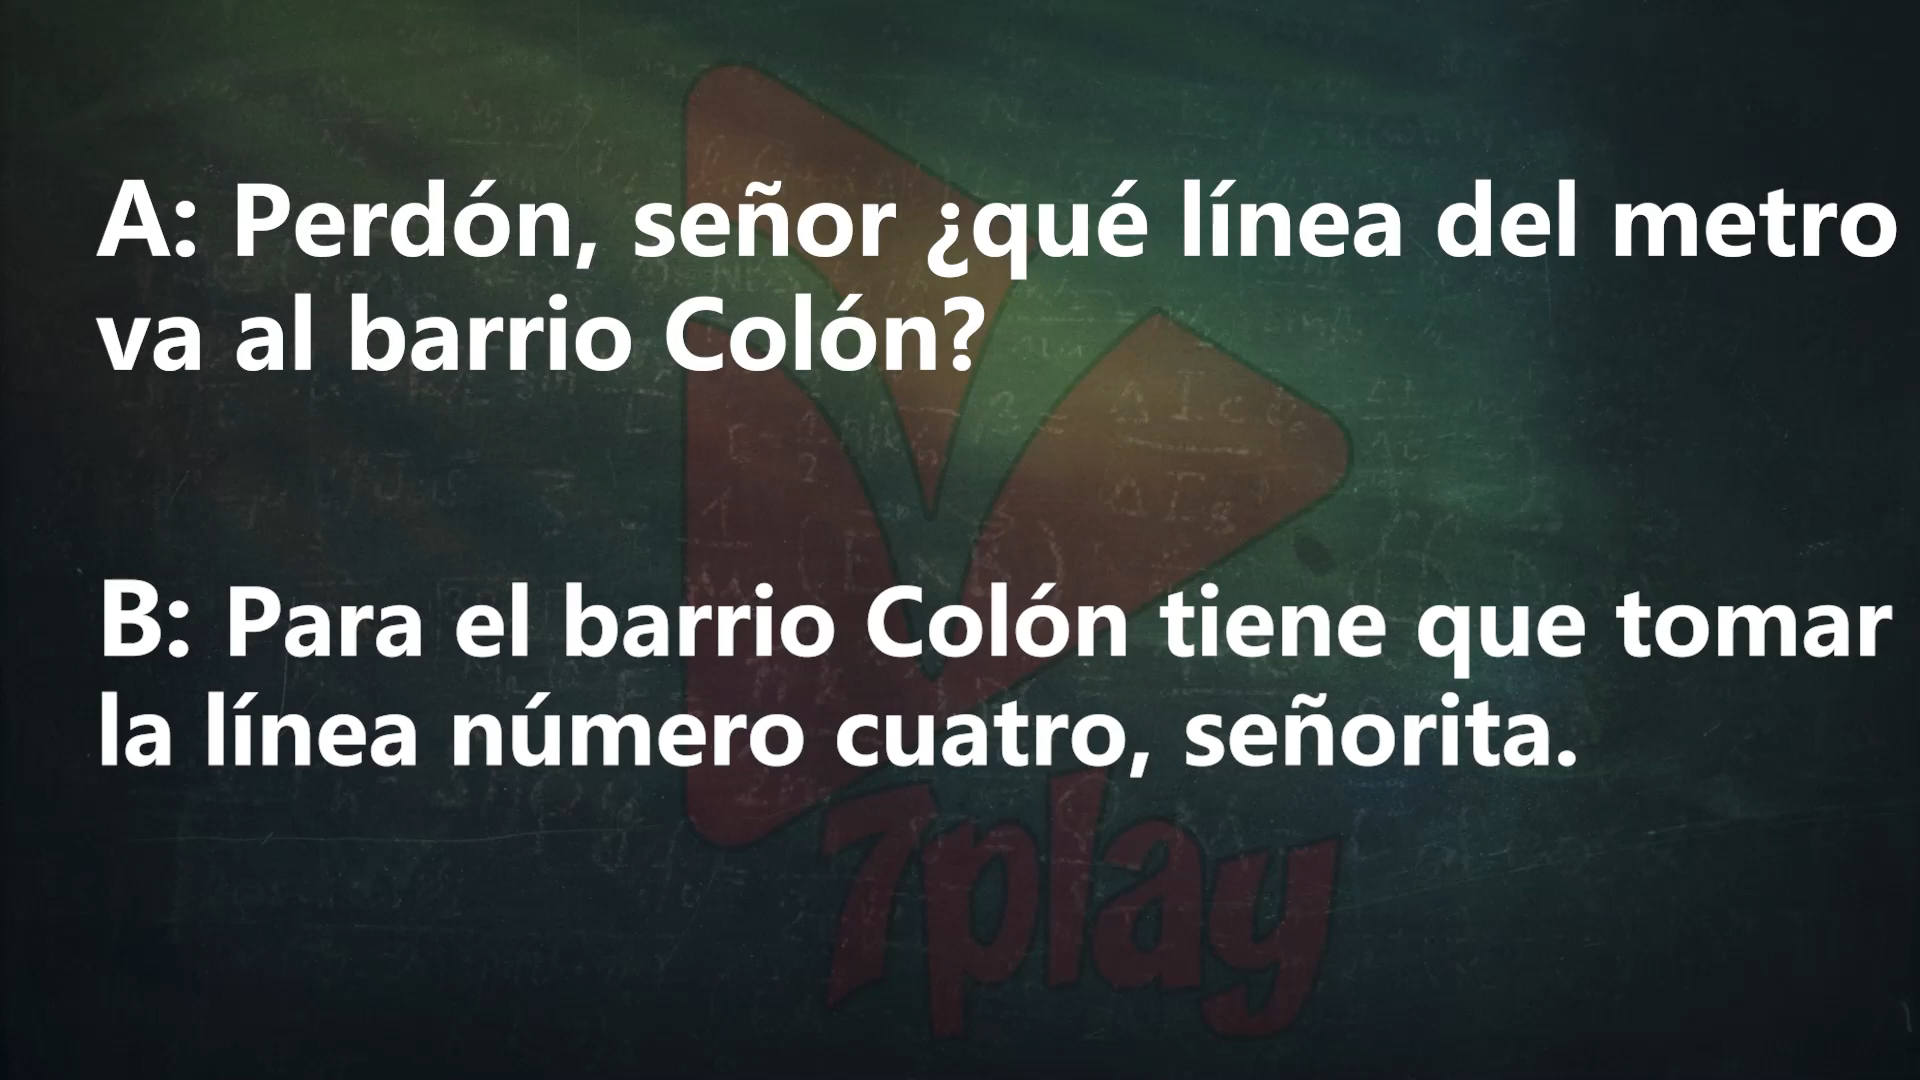 A: Perdón, señor ¿qué línea del metro
va al barrio Colón?
B: Para el barrio Colón tiene que tomar
la línea número cuatro, señorita.
7play